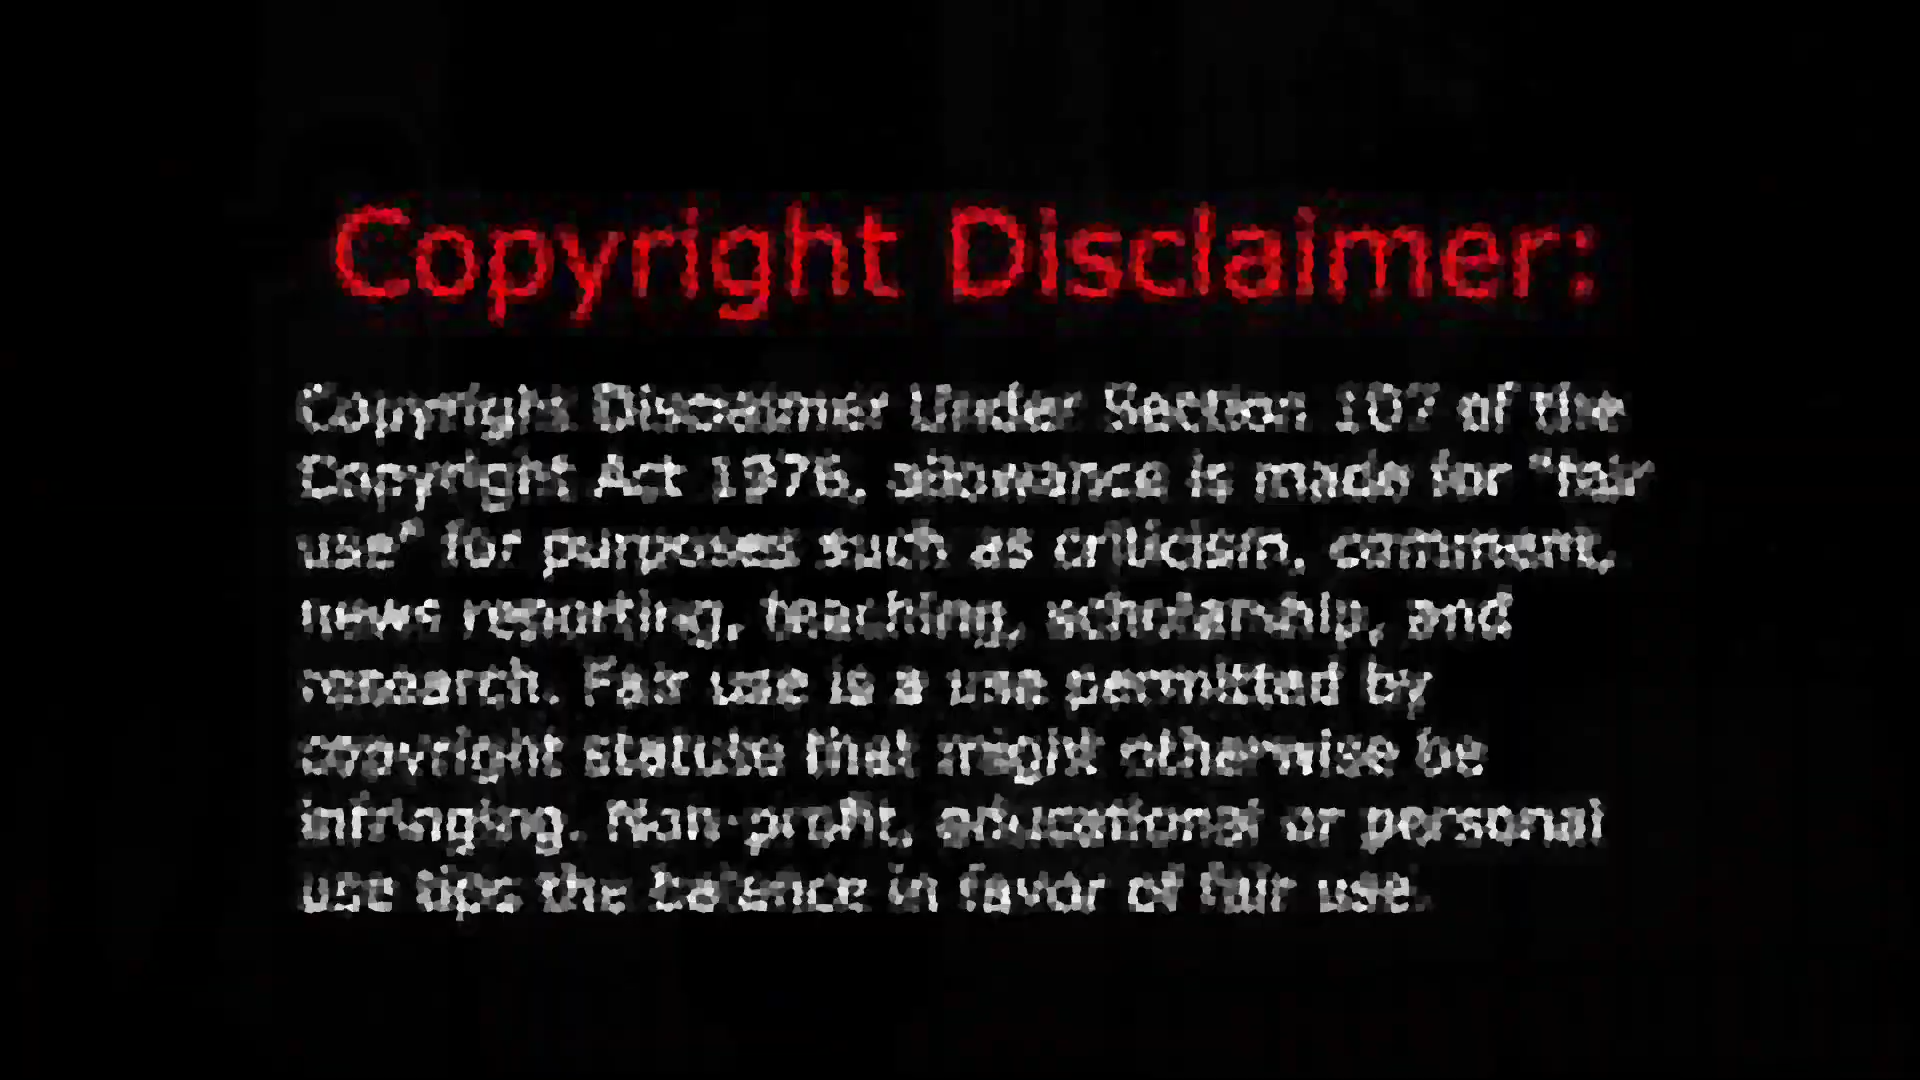 Copyright Disclaimer:
Copyright Disclaimer Under Section 107 of the
Copyright Act 1976, allowance is made for "fair
use" for purposes such as criticism, comment,
news reporting, teaching, scholarship, and
research. Fair use is a use permitted by
copyright statute that might otherwise be
infringing. Non-profit, educational or personal
use tips the balance in favor of fair use.